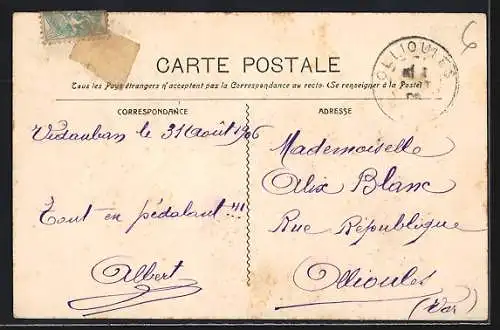 CARTE POSTALE
Tous les Pays étrangers n'acceptent pas la Correspondance au recto. (Se renseigner à la Poste)
CORRESPONDANCE
ADRESSE
OLLIOULES
Vidauban le 31 Août 1906
Tout en pédalant !!!
Albert
Mademoiselle
Alix Blanc
Rue République
Ollioules
(Var)